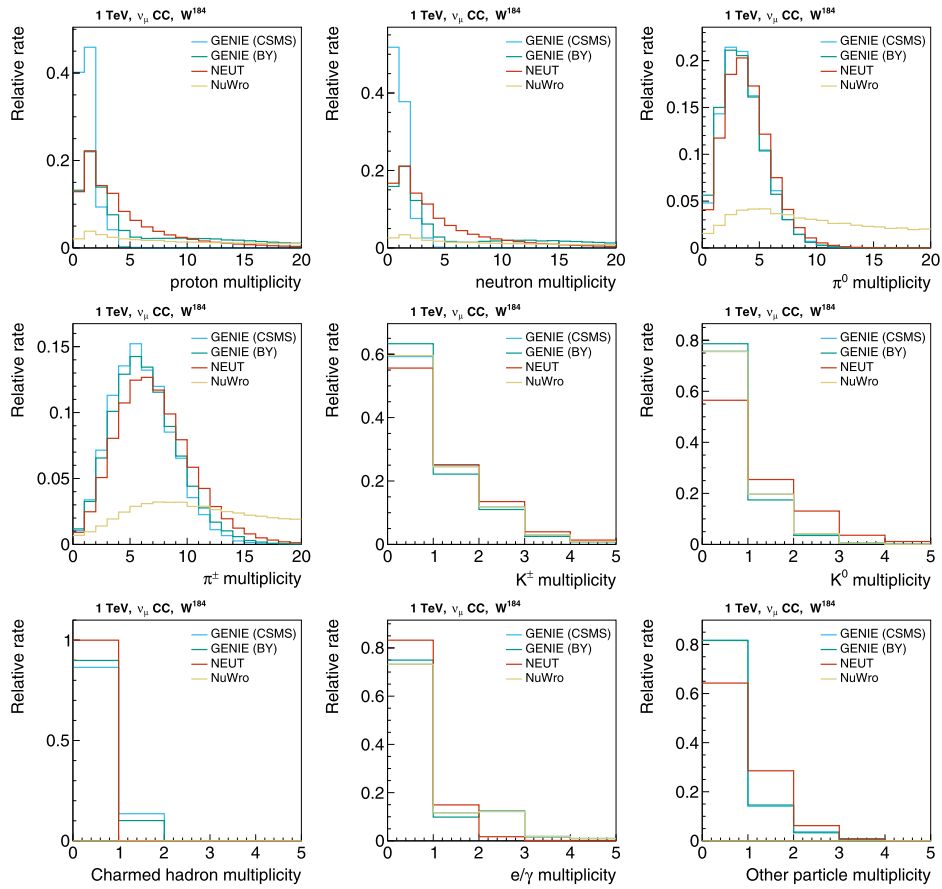 1 TeV, ν_μ CC, W¹⁸⁴
Relative rate
GENIE (CSMS)
GENIE (BY)
NEUT
NuWro
0.4
0.2
0
0 5 10 15 20
proton multiplicity
1 TeV, ν_μ CC, W¹⁸⁴
Relative rate
GENIE (CSMS)
GENIE (BY)
NEUT
NuWro
0.4
0.2
0
0 5 10 15 20
neutron multiplicity
1 TeV, ν_μ CC, W¹⁸⁴
Relative rate
GENIE (CSMS)
GENIE (BY)
NEUT
NuWro
0.2
0.15
0.1
0.05
0
0 5 10 15 20
π⁰ multiplicity
1 TeV, ν_μ CC, W¹⁸⁴
Relative rate
GENIE (CSMS)
GENIE (BY)
NEUT
NuWro
0.15
0.1
0.05
0
0 5 10 15 20
π± multiplicity
1 TeV, ν_μ CC, W¹⁸⁴
Relative rate
GENIE (CSMS)
GENIE (BY)
NEUT
NuWro
0.6
0.4
0.2
0
0 1 2 3 4 5
K± multiplicity
1 TeV, ν_μ CC, W¹⁸⁴
Relative rate
GENIE (CSMS)
GENIE (BY)
NEUT
NuWro
0.8
0.6
0.4
0.2
0
0 1 2 3 4 5
K⁰ multiplicity
1 TeV, ν_μ CC, W¹⁸⁴
Relative rate
GENIE (CSMS)
GENIE (BY)
NEUT
NuWro
1
0.5
0
0 1 2 3 4 5
Charmed hadron multiplicity
1 TeV, ν_μ CC, W¹⁸⁴
Relative rate
GENIE (CSMS)
GENIE (BY)
NEUT
NuWro
0.8
0.6
0.4
0.2
0
0 1 2 3 4 5
e/γ multiplicity
1 TeV, ν_μ CC, W¹⁸⁴
Relative rate
GENIE (CSMS)
GENIE (BY)
NEUT
NuWro
0.8
0.6
0.4
0.2
0
0 1 2 3 4 5
Other particle multiplicity